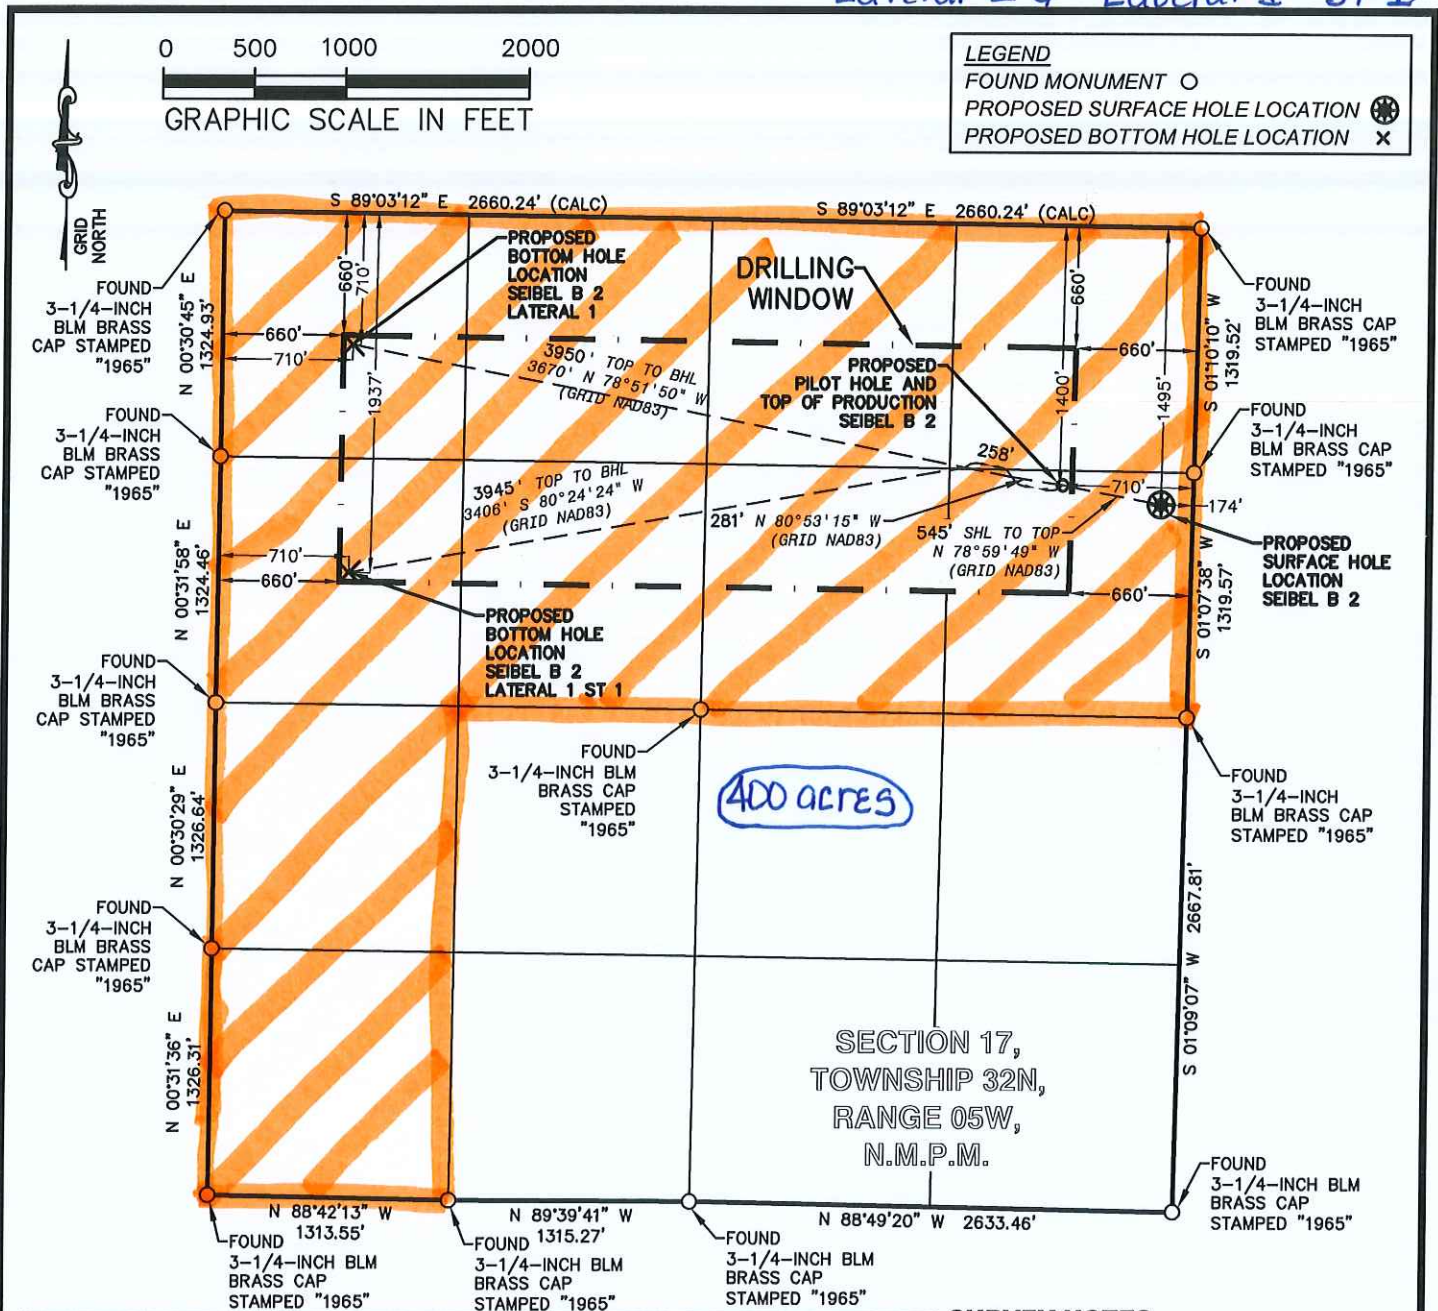 0 500 1000 2000
GRAPHIC SCALE IN FEET
GRID
NORTH
LEGEND
FOUND MONUMENT
PROPOSED SURFACE HOLE LOCATION
PROPOSED BOTTOM HOLE LOCATION
S 89°03'12" E 2660.24' (CALC)
S 89°03'12" E 2660.24' (CALC)
FOUND
3-1/4-INCH
BLM BRASS
CAP STAMPED
"1965"
N 00°30'45" E
1324.93'
660'
710'
1937'
660'
710'
PROPOSED
BOTTOM HOLE
LOCATION
SEIBEL B 2
LATERAL 1
DRILLING
WINDOW
3950' TOP TO BHL
3670' N 78°51'50" W
(GRID NAD83)
PROPOSED
PILOT HOLE AND
TOP OF PRODUCTION
SEIBEL B 2
660'
1400'
660'
1495'
S 01°10'10" W
1319.52'
FOUND
3-1/4-INCH
BLM BRASS CAP
STAMPED
"1965"
FOUND
3-1/4-INCH
BLM BRASS
CAP STAMPED
"1965"
FOUND
3-1/4-INCH
BLM BRASS CAP
STAMPED
"1965"
3945' TOP TO BHL
3406' S 80°24'24" W
(GRID NAD83)
258'
281' N 80°53'15" W
(GRID NAD83)
545' SHL TO TOP
N 78°59'49" W
(GRID NAD83)
710'
174'
PROPOSED
SURFACE HOLE
LOCATION
SEIBEL B 2
N 00°31'58" E
1324.46'
710'
660'
660'
S 01°07'38" W
1319.57'
PROPOSED
BOTTOM HOLE
LOCATION
SEIBEL B 2
LATERAL 1 ST 1
FOUND
3-1/4-INCH
BLM BRASS
CAP STAMPED
"1965"
FOUND
3-1/4-INCH BLM
BRASS CAP
STAMPED
"1965"
400 acres
FOUND
3-1/4-INCH
BLM BRASS CAP
STAMPED "1965"
N 00°30'29" E
1326.64'
S 01°09'07" W 2667.81'
FOUND
3-1/4-INCH
BLM BRASS
CAP STAMPED
"1965"
N 00°31'36" E
1326.31'
SECTION 17,
TOWNSHIP 32N,
RANGE 05W,
N.M.P.M.
FOUND
3-1/4-INCH BLM
BRASS CAP
STAMPED "1965"
N 88°42'13" W
1313.55'
N 89°39'41" W
1315.27'
N 88°49'20" W 2633.46'
FOUND
3-1/4-INCH BLM
BRASS CAP
STAMPED "1965"
FOUND
3-1/4-INCH BLM
BRASS CAP
STAMPED "1965"
FOUND
3-1/4-INCH BLM
BRASS CAP
STAMPED "1965"